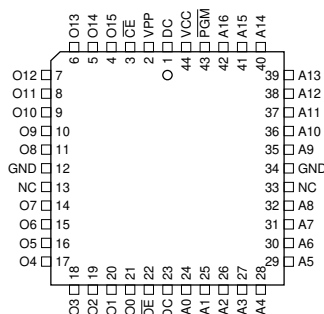 O13 O14 O15 CE VPP DC VCC PGM A16 A15 A14
6 5 4 3 2 1 44 43 42 41 40
O12 7 39 A13
O11 8 38 A12
O10 9 37 A11
O9 10 36 A10
O8 11 35 A9
GND 12 34 GND
NC 13 33 NC
O7 14 32 A8
O6 15 31 A7
O5 16 30 A6
O4 17 29 A5
18 19 20 21 22 23 24 25 26 27 28
O3 O2 O1 O0 OE DC A0 A1 A2 A3 A4